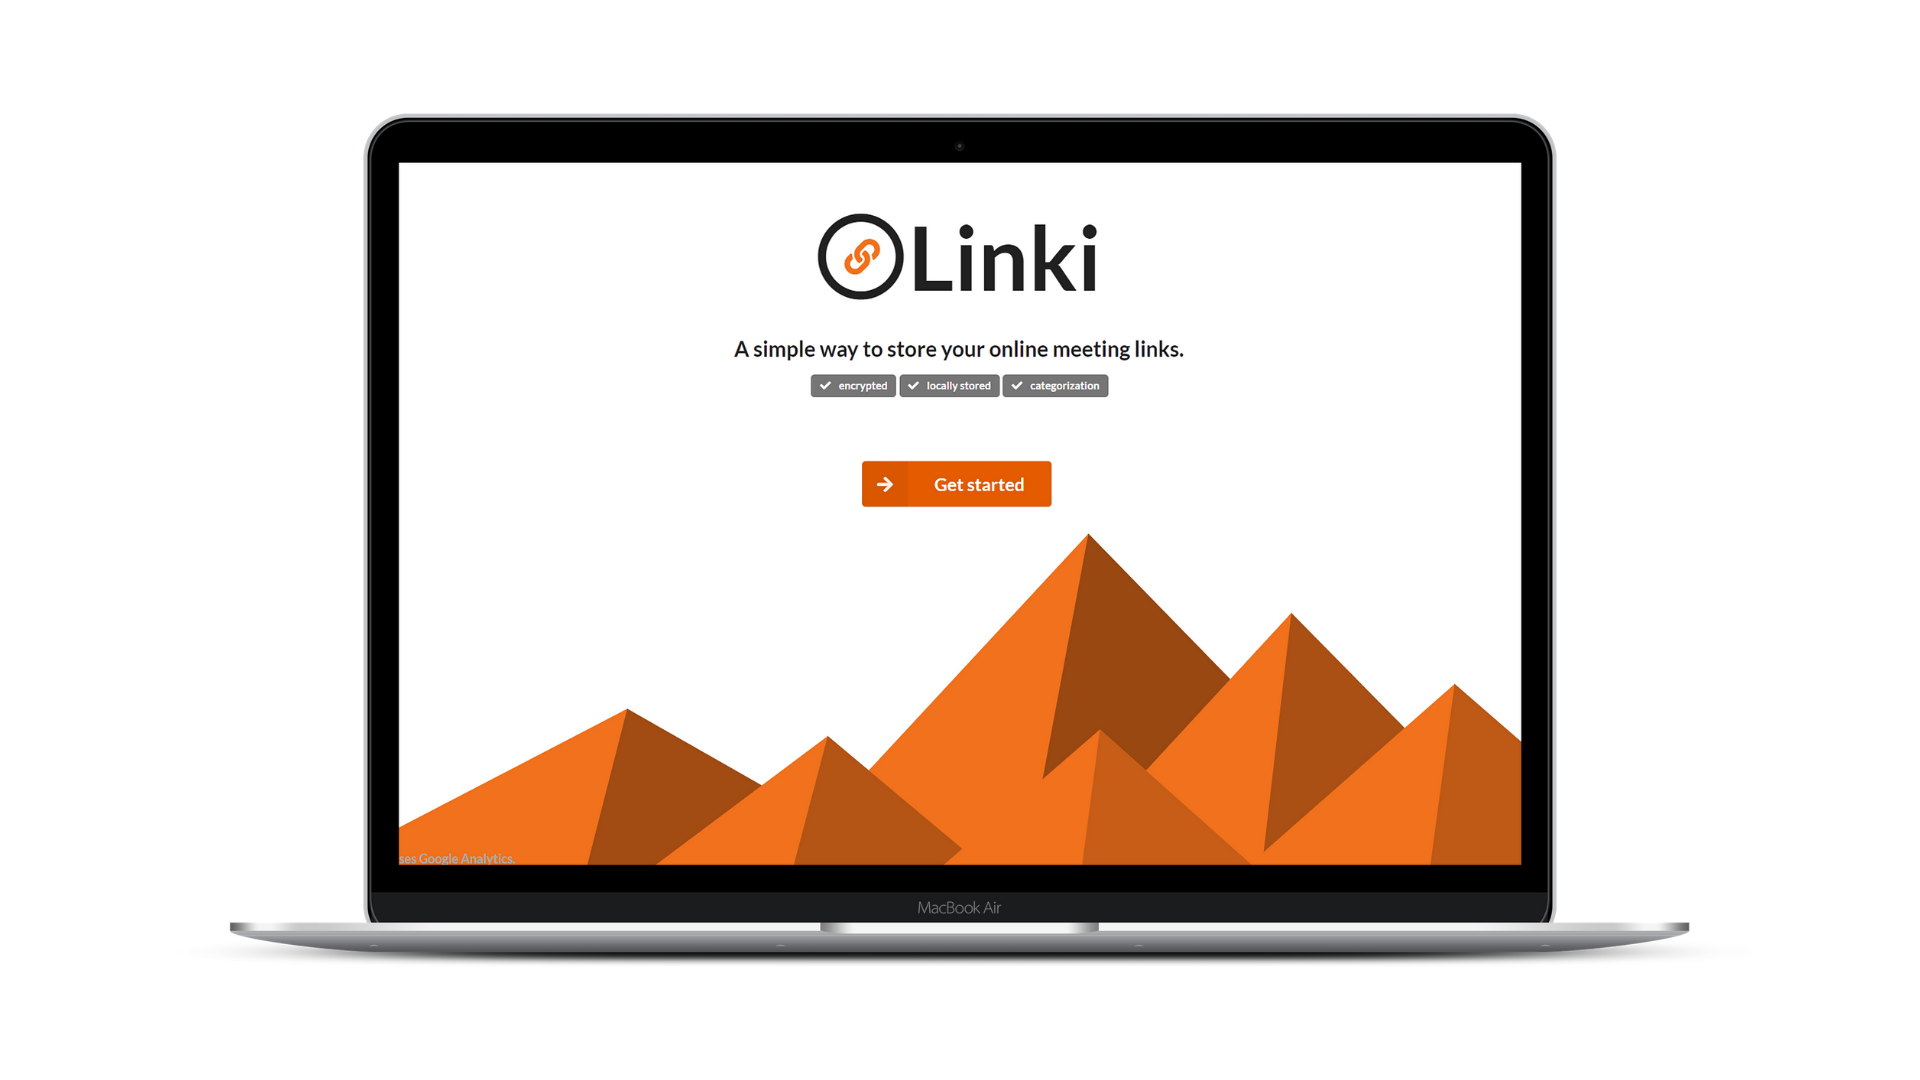 Linki
A simple way to store your online meeting links.
encrypted locally stored categorization
Get started
ses Google Analytics.
MacBook Air